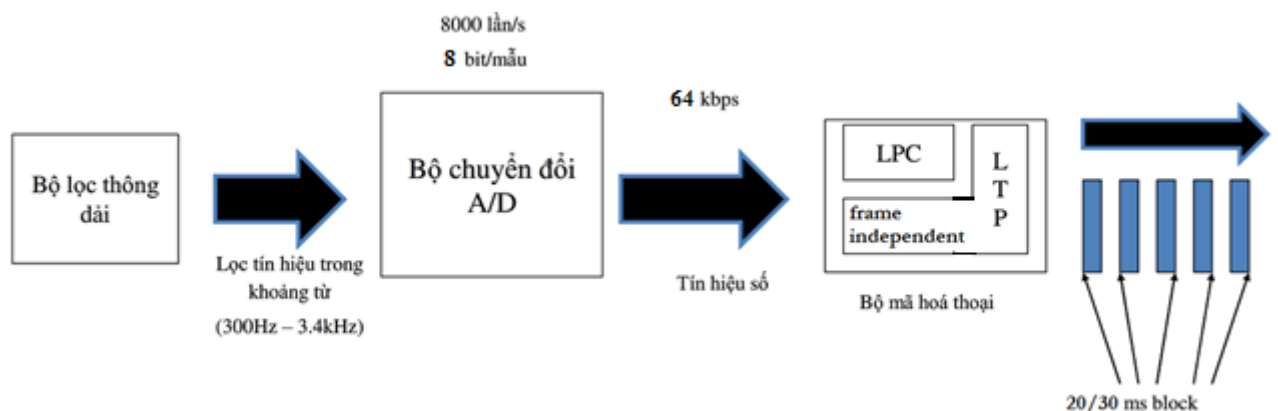 8000 lần/s
8 bit/mẫu
64 kbps
Bộ lọc thông
dải
Bộ chuyển đổi
A/D
LPC
L
T
P
frame
independent
Lọc tín hiệu trong
khoảng từ
(300Hz – 3.4kHz)
Tín hiệu số
Bộ mã hoá thoại
20/30 ms block